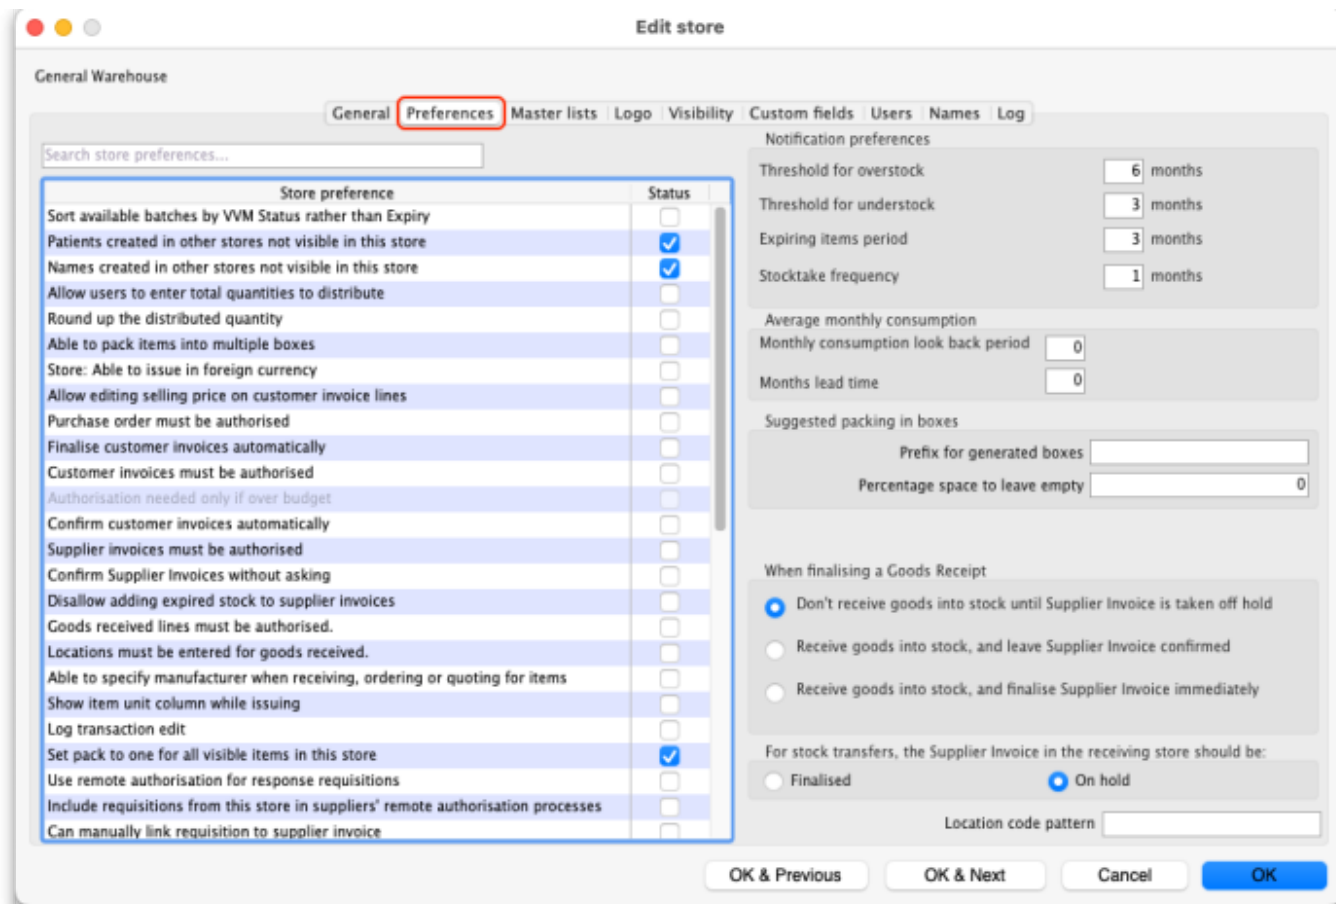 Edit store
General Warehouse
General Preferences Master lists Logo Visibility Custom fields Users Names Log
Search store preferences...
Store preference Status
Sort available batches by VVM Status rather than Expiry
Patients created in other stores not visible in this store
Names created in other stores not visible in this store
Allow users to enter total quantities to distribute
Round up the distributed quantity
Able to pack items into multiple boxes
Store: Able to issue in foreign currency
Allow editing selling price on customer invoice lines
Purchase order must be authorised
Finalise customer invoices automatically
Customer invoices must be authorised
Authorisation needed only if over budget
Confirm customer invoices automatically
Supplier invoices must be authorised
Confirm Supplier Invoices without asking
Disallow adding expired stock to supplier invoices
Goods received lines must be authorised.
Locations must be entered for goods received.
Able to specify manufacturer when receiving, ordering or quoting for items
Show item unit column while issuing
Log transaction edit
Set pack to one for all visible items in this store
Use remote authorisation for response requisitions
Include requisitions from this store in suppliers' remote authorisation processes
Can manually link requisition to supplier invoice
Notification preferences
Threshold for overstock 6 months
Threshold for understock 3 months
Expiring items period 3 months
Stocktake frequency 1 months
Average monthly consumption
Monthly consumption look back period 0
Months lead time 0
Suggested packing in boxes
Prefix for generated boxes
Percentage space to leave empty 0
When finalising a Goods Receipt
Don't receive goods into stock until Supplier Invoice is taken off hold
Receive goods into stock, and leave Supplier Invoice confirmed
Receive goods into stock, and finalise Supplier Invoice immediately
For stock transfers, the Supplier Invoice in the receiving store should be:
Finalised On hold
Location code pattern
OK & Previous OK & Next Cancel OK